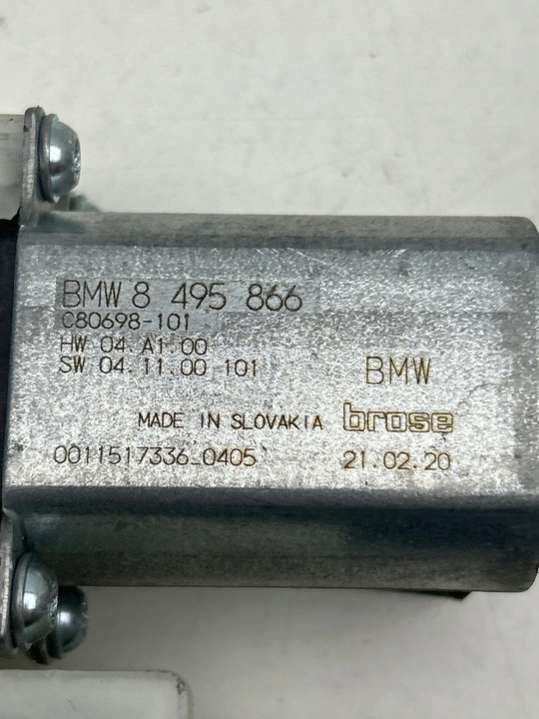 BMW 8 495 866
C80698-101
HW 04.A1.00
SW 04.11.00 101
BMW
MADE IN SLOVAKIA brose
0011517336_0405 21.02.20